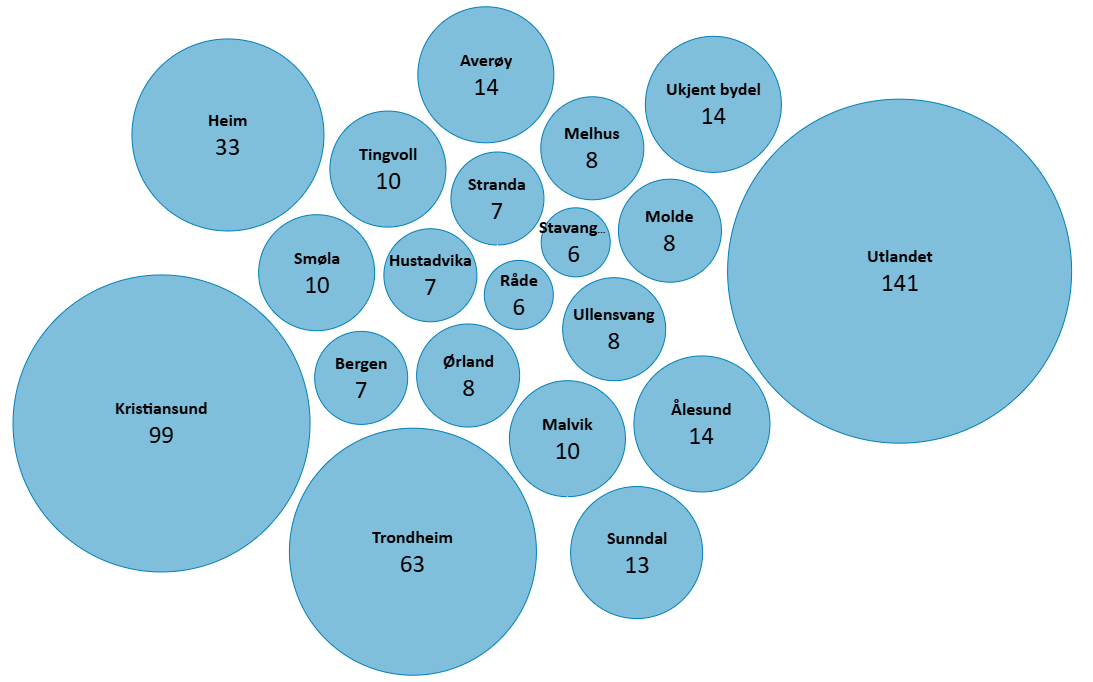 Averøy
14
Ukjent bydel
14
Heim
33
Melhus
8
Tingvoll
10
Stranda
7
Molde
8
Stavang...
6
Utlandet
141
Smøla
10
Hustadvika
7
Råde
6
Ullensvang
8
Bergen
7
Ørland
8
Kristiansund
99
Malvik
10
Ålesund
14
Trondheim
63
Sunndal
13